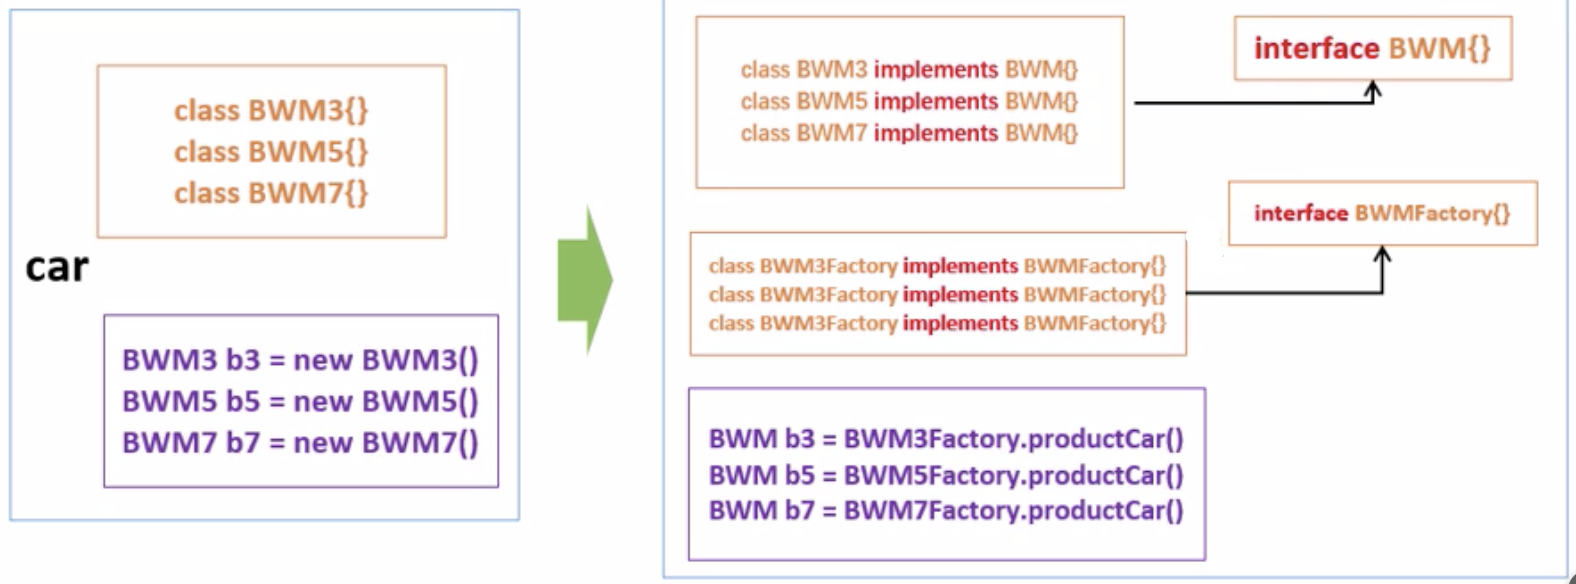 class BWM3{}
class BWM5{}
class BWM7{}
car
BWM3 b3 = new BWM3()
BWM5 b5 = new BWM5()
BWM7 b7 = new BWM7()
class BWM3 implements BWM{}
class BWM5 implements BWM{}
class BWM7 implements BWM{}
interface BWM{}
interface BWMFactory{}
class BWM3Factory implements BWMFactory{}
class BWM3Factory implements BWMFactory{}
class BWM3Factory implements BWMFactory{}
BWM b3 = BWM3Factory.productCar()
BWM b5 = BWM5Factory.productCar()
BWM b7 = BWM7Factory.productCar()